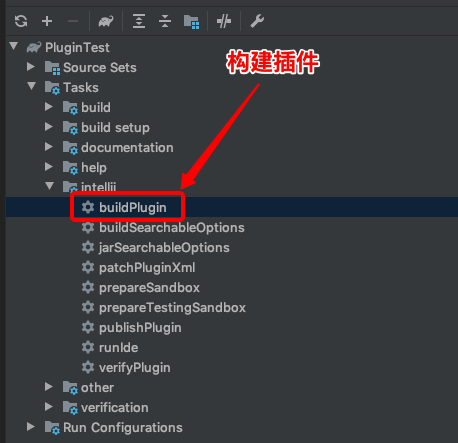 PluginTest
构建插件
Source Sets
Tasks
build
build setup
documentation
help
intellij
buildPlugin
buildSearchableOptions
jarSearchableOptions
patchPluginXml
prepareSandbox
prepareTestingSandbox
publishPlugin
runIde
verifyPlugin
other
verification
Run Configurations